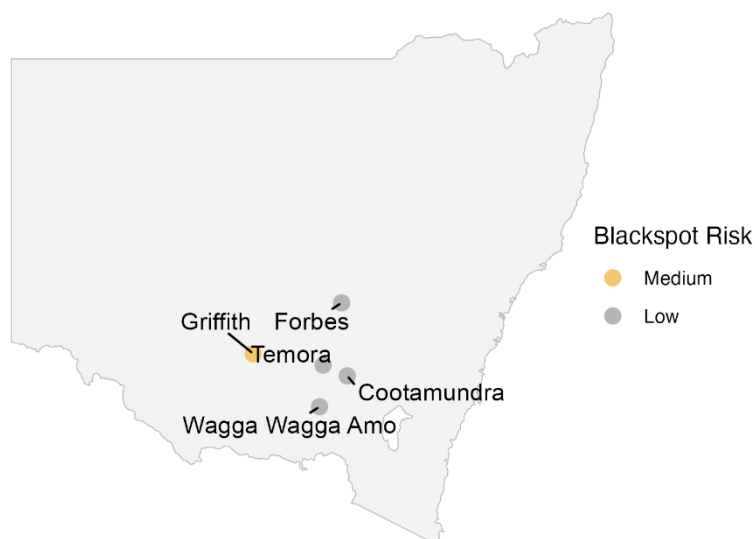 Blackspot Risk
Medium
Low
Griffith
Forbes
Temora
Cootamundra
Wagga Wagga Amo